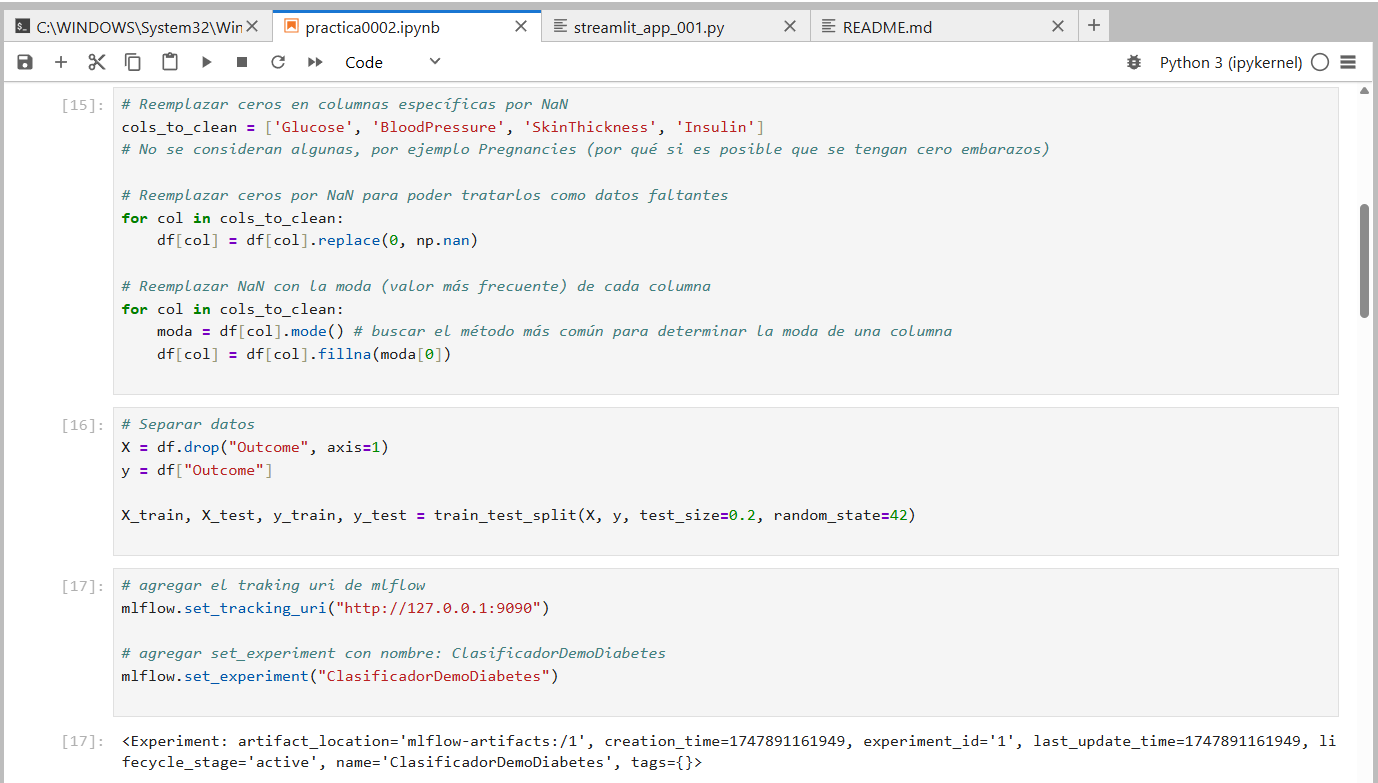 C:\WINDOWS\System32\Win
practica0002.ipynb
streamlit_app_001.py
README.md
Code
Python 3 (ipykernel)
[15]:
# Reemplazar ceros en columnas específicas por NaN
cols_to_clean = ['Glucose', 'BloodPressure', 'SkinThickness', 'Insulin']
# No se consideran algunas, por ejemplo Pregnancies (por qué si es posible que se tengan cero embarazos)
# Reemplazar ceros por NaN para poder tratarlos como datos faltantes
for col in cols_to_clean:
    df[col] = df[col].replace(0, np.nan)
# Reemplazar NaN con la moda (valor más frecuente) de cada columna
for col in cols_to_clean:
    moda = df[col].mode() # buscar el método más común para determinar la moda de una columna
    df[col] = df[col].fillna(moda[0])
[16]:
# Separar datos
X = df.drop("Outcome", axis=1)
y = df["Outcome"]
X_train, X_test, y_train, y_test = train_test_split(X, y, test_size=0.2, random_state=42)
[17]:
# agregar el traking uri de mlflow
mlflow.set_tracking_uri("http://127.0.0.1:9090")
# agregar set_experiment con nombre: ClasificadorDemoDiabetes
mlflow.set_experiment("ClasificadorDemoDiabetes")
[17]:
<Experiment: artifact_location='mlflow-artifacts:/1', creation_time=1747891161949, experiment_id='1', last_update_time=1747891161949, li
fecycle_stage='active', name='ClasificadorDemoDiabetes', tags={}>